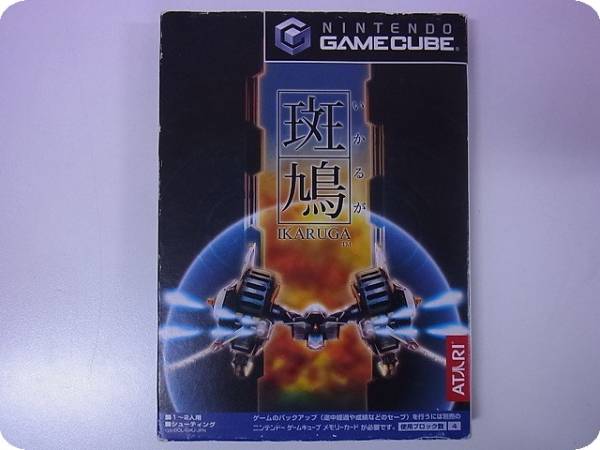 NINTENDO
GAMECUBE®
斑鳩
いかるが
IKARUGA
TM
ATARI
■1〜2人用
■シューティング
ゲームのバックアップ(途中経過や成績などのセーブ)を行うには別売の
ニンテンドーゲームキューブ メモリーカードが必要です。 使用ブロック数 4